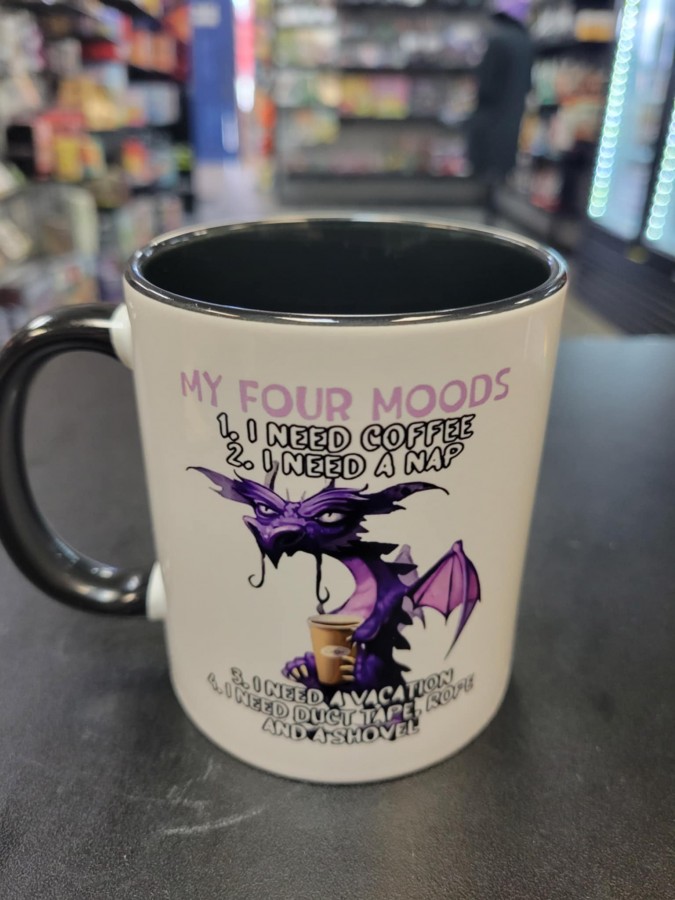 MY FOUR MOODS
1. I NEED COFFEE
2. I NEED A NAP
3. I NEED A VACATION
4. I NEED DUCT TAPE, ROPE
AND A SHOVEL